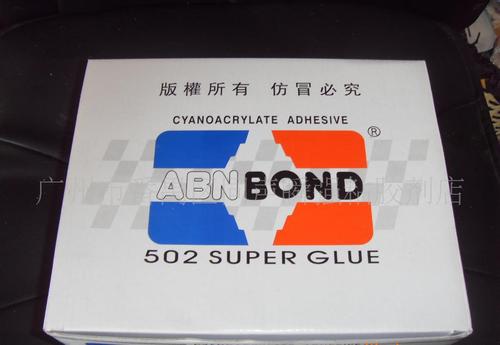 版權所有 仿冒必究
CYANOACRYLATE ADHESIVE
®
ABNBOND
502 SUPER GLUE